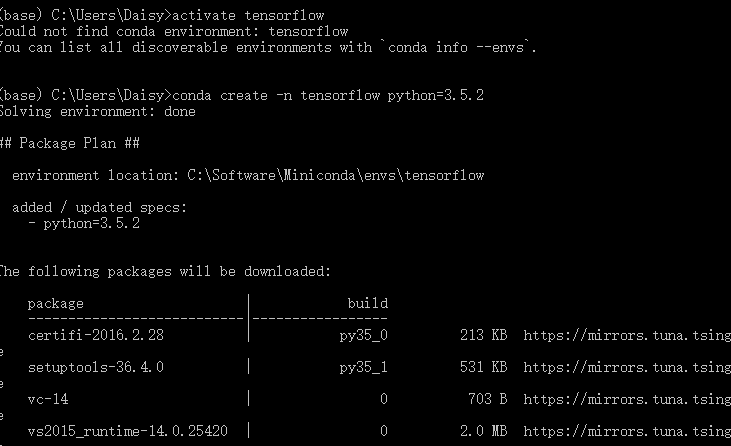 (base) C:\Users\Daisy>activate tensorflow
Could not find conda environment: tensorflow
You can list all discoverable environments with `conda info --envs`.
(base) C:\Users\Daisy>conda create -n tensorflow python=3.5.2
Solving environment: done
## Package Plan ##
environment location: C:\Software\Miniconda\envs\tensorflow
added / updated specs:
- python=3.5.2
The following packages will be downloaded:
package | build
---------------------------|-----------------
certifi-2016.2.28 | py35_0 213 KB https://mirrors.tuna.tsing
e
setuptools-36.4.0 | py35_1 531 KB https://mirrors.tuna.tsing
e
vc-14 | 0 703 B https://mirrors.tuna.tsing
e
vs2015_runtime-14.0.25420 | 0 2.0 MB https://mirrors.tuna.tsing